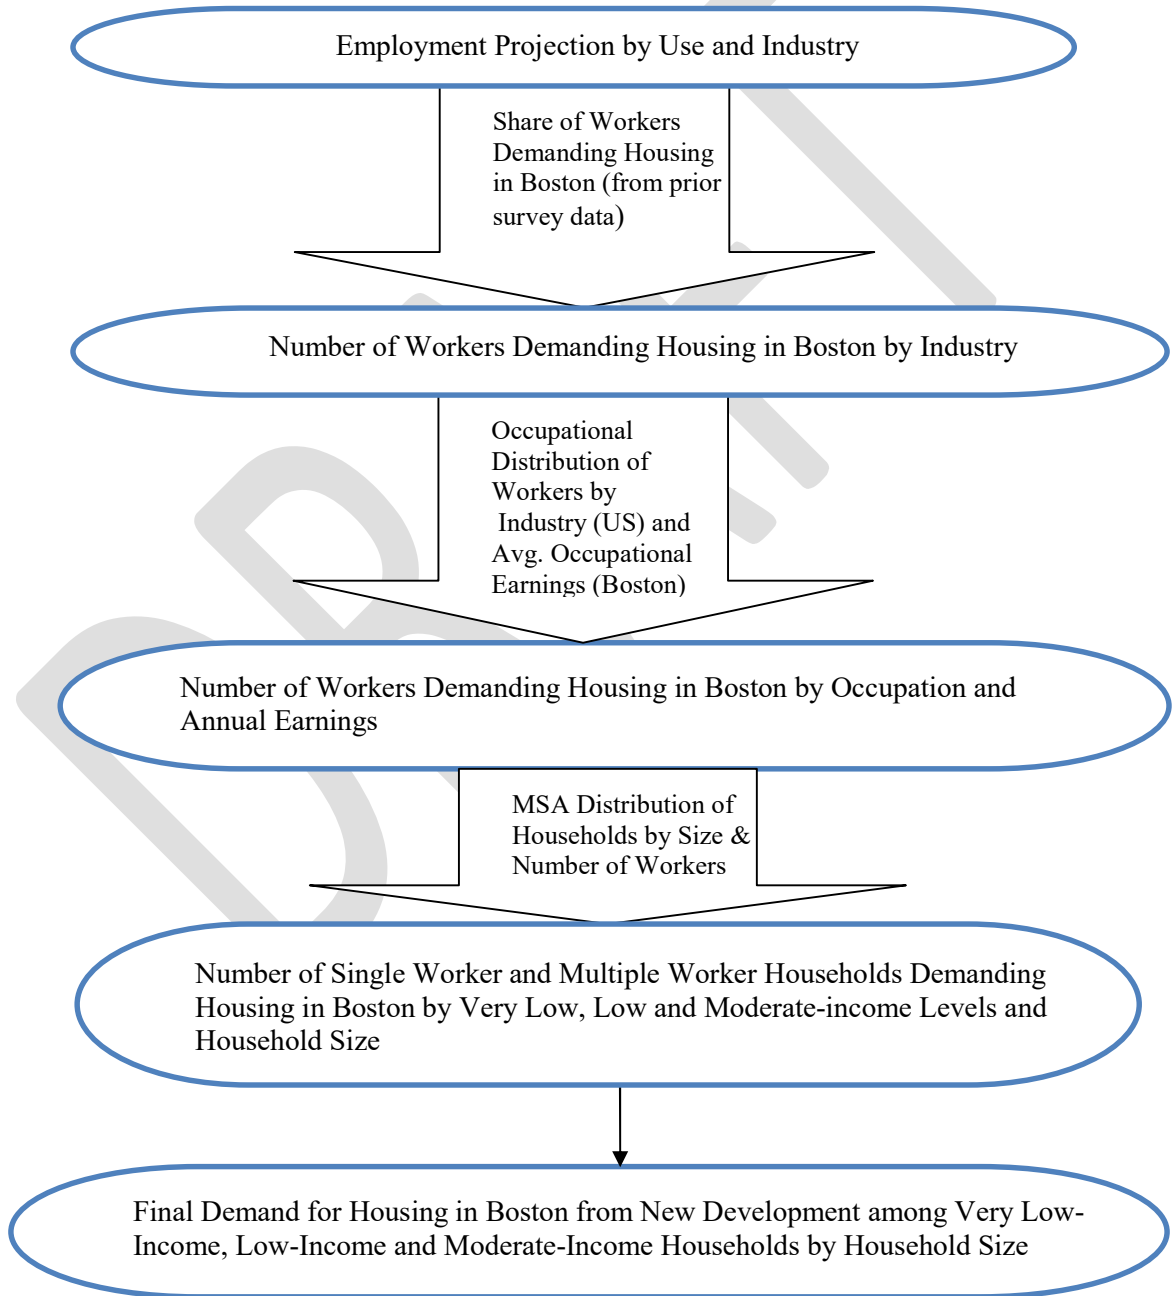 Employment Projection by Use and Industry
Share of Workers
Demanding Housing
in Boston (from prior
survey data)
Number of Workers Demanding Housing in Boston by Industry
Occupational
Distribution of
Workers by
Industry (US) and
Avg. Occupational
Earnings (Boston)
Number of Workers Demanding Housing in Boston by Occupation and
Annual Earnings
MSA Distribution of
Households by Size &
Number of Workers
Number of Single Worker and Multiple Worker Households Demanding
Housing in Boston by Very Low, Low and Moderate-income Levels and
Household Size
Final Demand for Housing in Boston from New Development among Very Low-
Income, Low-Income and Moderate-Income Households by Household Size
DRAFT